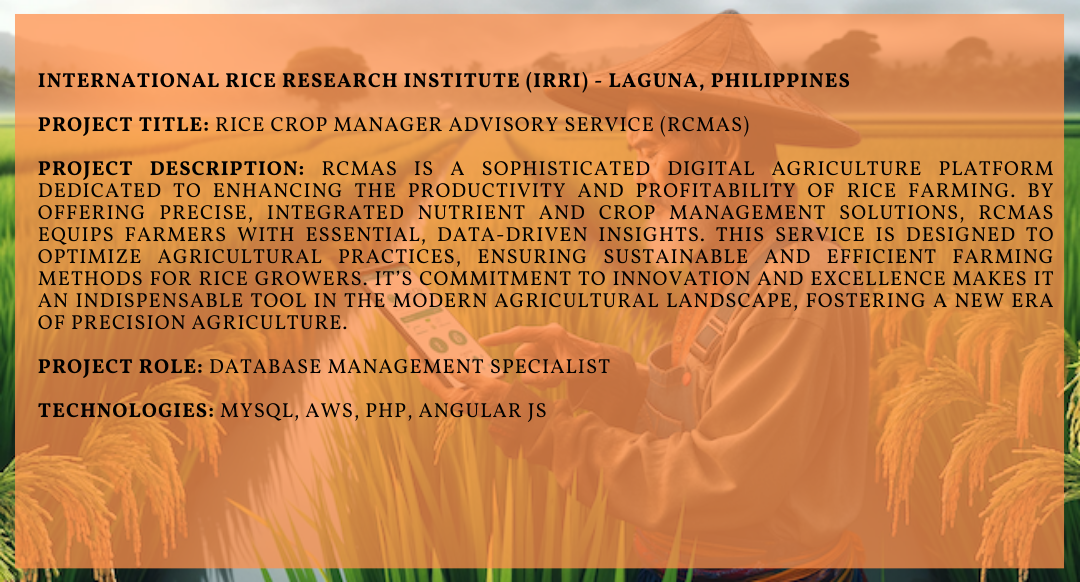 INTERNATIONAL RICE RESEARCH INSTITUTE (IRRI) - LAGUNA, PHILIPPINES
PROJECT TITLE: RICE CROP MANAGER ADVISORY SERVICE (RCMAS)
PROJECT DESCRIPTION: RCMAS IS A SOPHISTICATED DIGITAL AGRICULTURE PLATFORM
DEDICATED TO ENHANCING THE PRODUCTIVITY AND PROFITABILITY OF RICE FARMING. BY
OFFERING PRECISE, INTEGRATED NUTRIENT AND CROP MANAGEMENT SOLUTIONS, RCMAS
EQUIPS FARMERS WITH ESSENTIAL, DATA-DRIVEN INSIGHTS. THIS SERVICE IS DESIGNED TO
OPTIMIZE AGRICULTURAL PRACTICES, ENSURING SUSTAINABLE AND EFFICIENT FARMING
METHODS FOR RICE GROWERS. IT'S COMMITMENT TO INNOVATION AND EXCELLENCE MAKES IT
AN INDISPENSABLE TOOL IN THE MODERN AGRICULTURAL LANDSCAPE, FOSTERING A NEW ERA
OF PRECISION AGRICULTURE.
PROJECT ROLE: DATABASE MANAGEMENT SPECIALIST
TECHNOLOGIES: MYSQL, AWS, PHP, ANGULAR JS